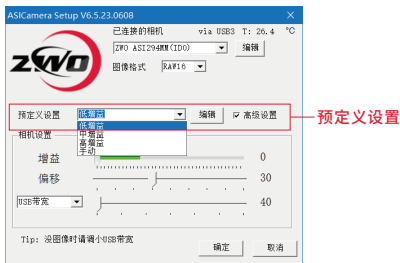 ASICamera Setup V6.5.23.0608
已连接的相机 via USB3 T: 26.4 °C
ZWO
ZWO ASI294MM(ID0) 编辑
图像格式 RAW16
预定义设置 低增益 编辑 高级设置 预定义设置
低增益
中增益
高增益
手动
相机设置
增益 0
偏移 30
USB带宽 40
Tip: 没图像时请调小USB带宽
确定 取消